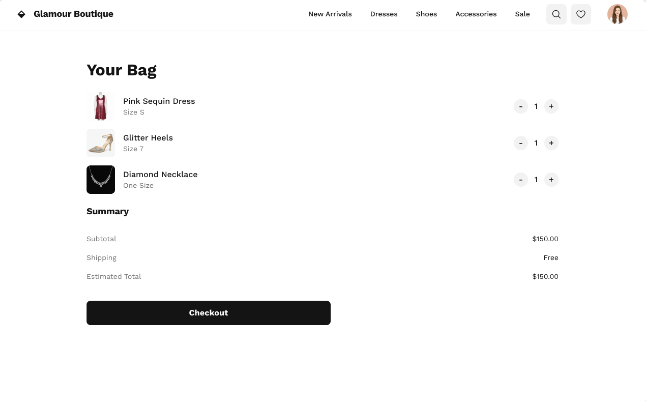 Glamour Boutique
New Arrivals Dresses Shoes Accessories Sale
Your Bag
Pink Sequin Dress
Size S
- 1 +
Glitter Heels
Size 7
- 1 +
Diamond Necklace
One Size
- 1 +
Summary
Subtotal $150.00
Shipping Free
Estimated Total $150.00
Checkout